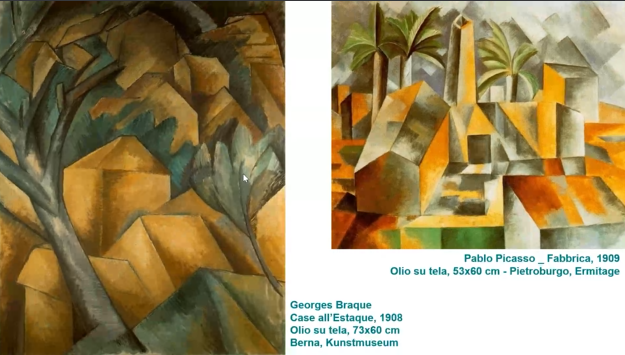 Pablo Picasso _ Fabbrica, 1909
Olio su tela, 53x60 cm - Pietroburgo, Ermitage
Georges Braque
Case all'Estaque, 1908
Olio su tela, 73x60 cm
Berna, Kunstmuseum